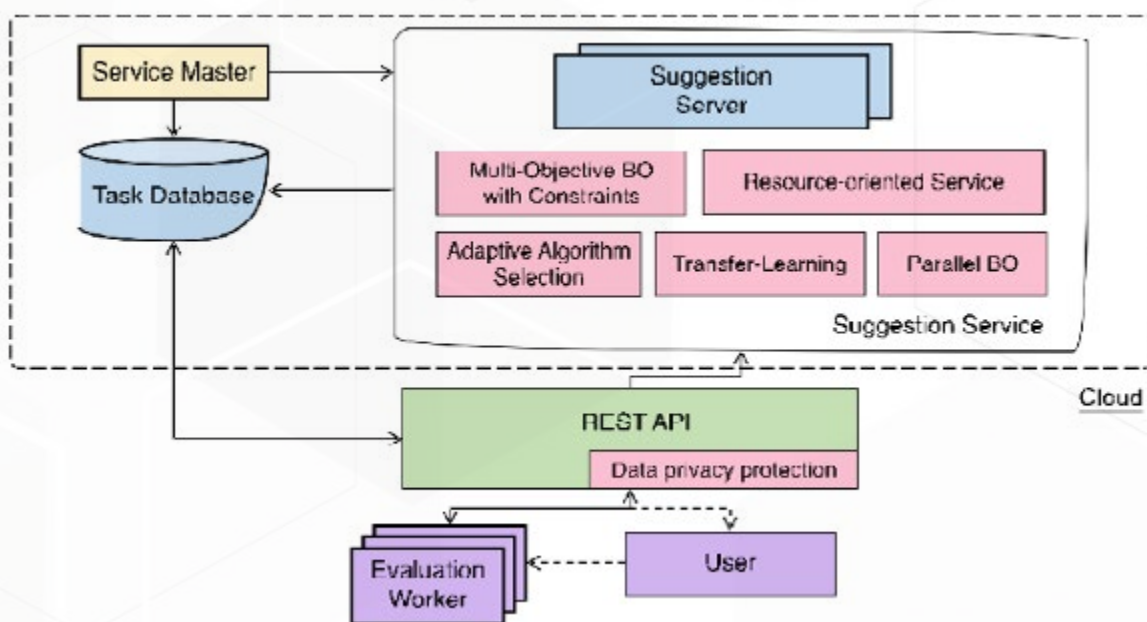 Service Master
Task Database
Suggestion
Server
Multi-Objective BO
with Constraints
Resource-oriented Service
Adaptive Algorithm
Selection
Transfer-Learning
Parallel BO
Suggestion Service
Cloud
REST API
Data privacy protection
Evaluation
Worker
User